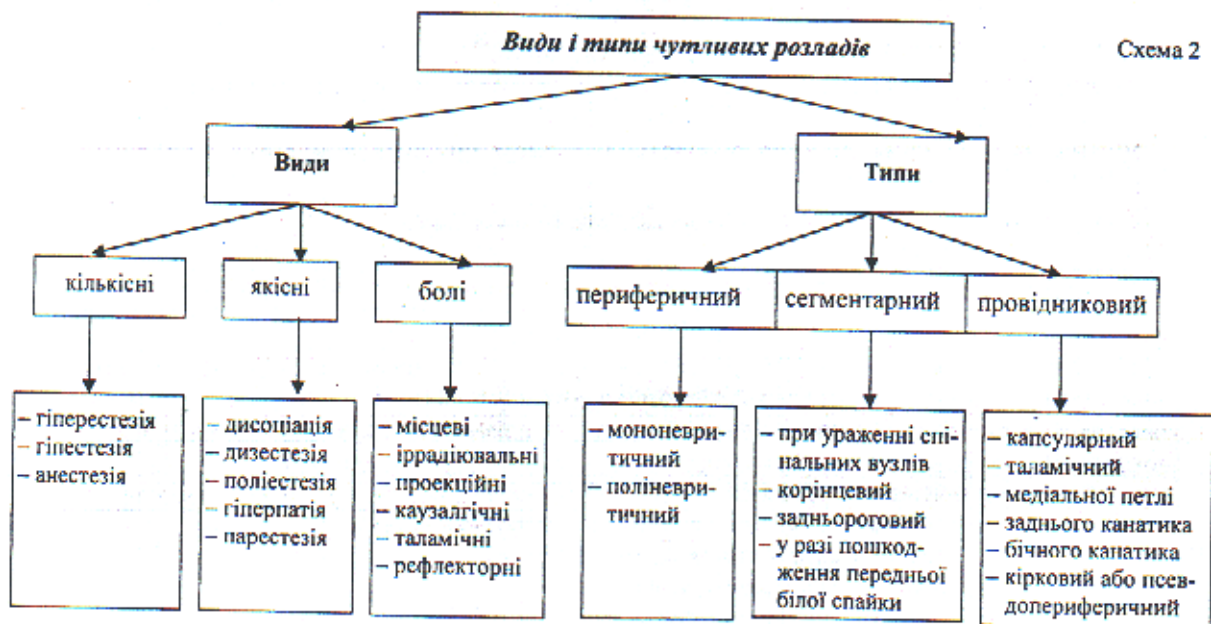 Види і типи чутливих розладів
Схема 2
Види
Типи
кількісні
якісні
болі
периферичний
сегментарний
провідниковий
– гіперестезія
– гіпестезія
– анестезія
– дисоціація
– дизестезія
– поліестезія
– гіперпатія
– парестезія
– місцеві
– іррадіювальні
– проекційні
– каузалгічні
– таламічні
– рефлекторні
– мононеври-
тичний
– поліневри-
тичний
– при ураженні спі-
нальних вузлів
– корінцевий
– задньороговий
– у разі пошкод-
ження передньої
білої спайки
– капсулярний
– таламічний
– медіальної петлі
– заднього канатика
– бічного канатика
– кірковий або псев-
допериферичний